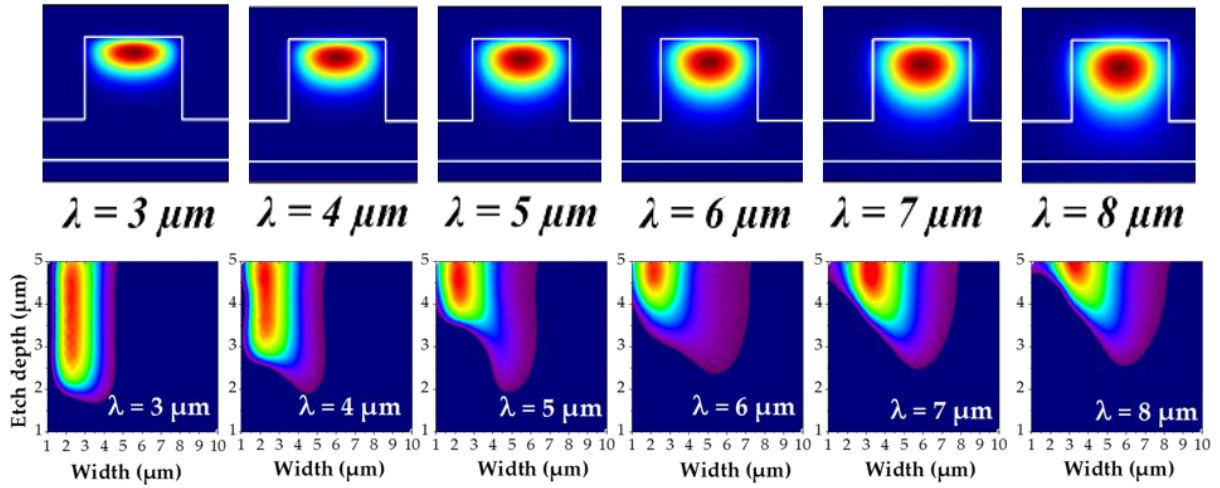 λ = 3 μm λ = 4 μm λ = 5 μm λ = 6 μm λ = 7 μm λ = 8 μm
Etch depth (μm)
5 5 5 5 5 5
4 4 4 4 4 4
3 3 3 3 3 3
2 2 2 2 2 2
λ = 3 μm λ = 4 μm λ = 5 μm λ = 6 μm λ = 7 μm λ = 8 μm
1 1 1 1 1 1
1 2 3 4 5 6 7 8 9 10 1 2 3 4 5 6 7 8 9 10 1 2 3 4 5 6 7 8 9 10 1 2 3 4 5 6 7 8 9 10 1 2 3 4 5 6 7 8 9 10 1 2 3 4 5 6 7 8 9 10
Width (μm) Width (μm) Width (μm) Width (μm) Width (μm) Width (μm)